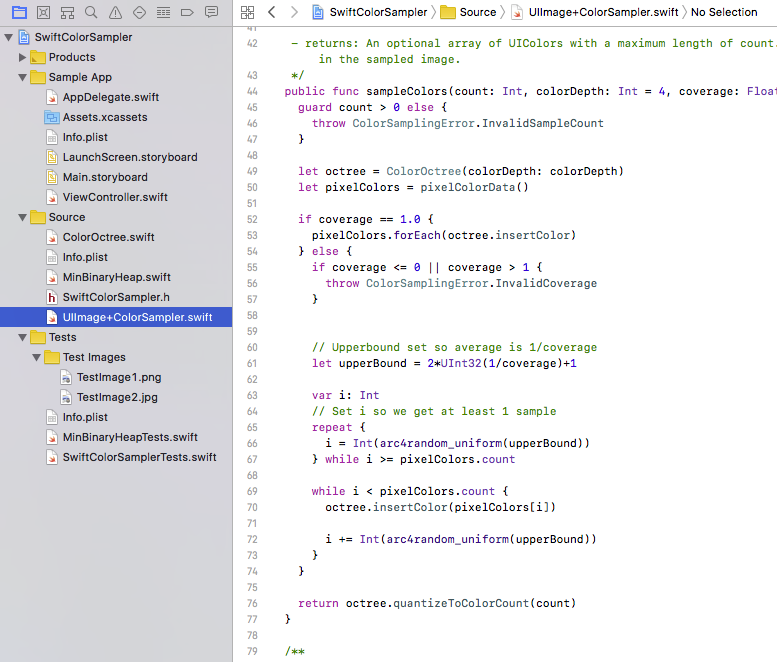 SwiftColorSampler
Products
Sample App
AppDelegate.swift
Assets.xcassets
Info.plist
LaunchScreen.storyboard
Main.storyboard
ViewController.swift
Source
ColorOctree.swift
Info.plist
MinBinaryHeap.swift
SwiftColorSampler.h
UIImage+ColorSampler.swift
Tests
Test Images
TestImage1.png
TestImage2.jpg
Info.plist
MinBinaryHeapTests.swift
SwiftColorSamplerTests.swift
SwiftColorSampler Source UIImage+ColorSampler.swift No Selection
41
42 - returns: An optional array of UIColors with a maximum length of count.
in the sampled image.
43 */
44 public func sampleColors(count: Int, colorDepth: Int = 4, coverage: Float
45 guard count > 0 else {
46 throw ColorSamplingError.InvalidSampleCount
47 }
48
49 let octree = ColorOctree(colorDepth: colorDepth)
50 let pixelColors = pixelColorData()
51
52 if coverage == 1.0 {
53 pixelColors.forEach(octree.insertColor)
54 } else {
55 if coverage <= 0 || coverage > 1 {
56 throw ColorSamplingError.InvalidCoverage
57 }
58
59
60 // Upperbound set so average is 1/coverage
61 let upperBound = 2*UInt32(1/coverage)+1
62
63 var i: Int
64 // Set i so we get at least 1 sample
65 repeat {
66 i = Int(arc4random_uniform(upperBound))
67 } while i >= pixelColors.count
68
69 while i < pixelColors.count {
70 octree.insertColor(pixelColors[i])
71
72 i += Int(arc4random_uniform(upperBound))
73 }
74 }
75
76 return octree.quantizeToColorCount(count)
77 }
78
79 /**